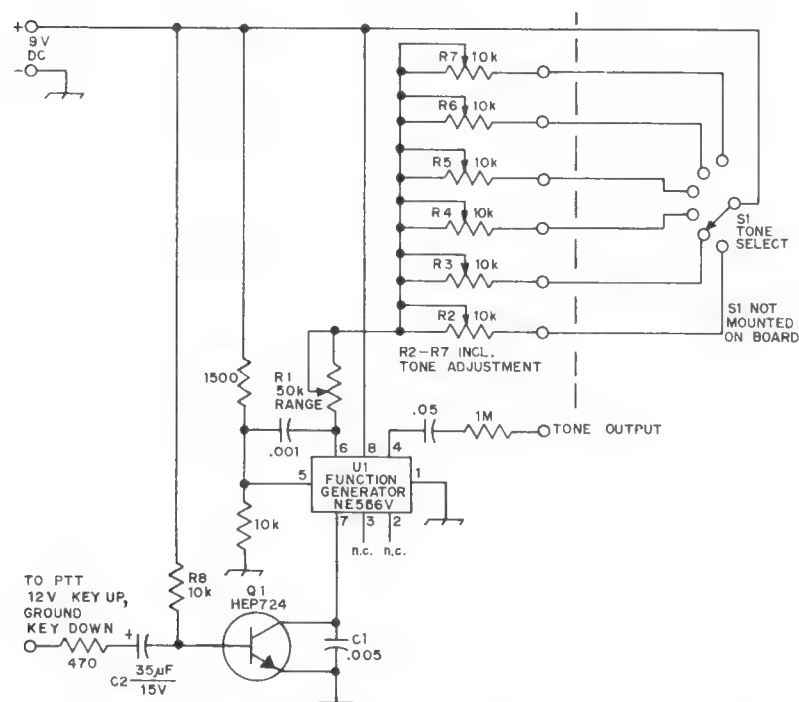 +
9 V
DC
-
R7 10k
R6 10k
R5 10k
R4 10k
R3 10k
R2 10k
S1
TONE
SELECT
S1 NOT
MOUNTED
ON BOARD
R2-R7 INCL.
TONE ADJUSTMENT
1500
R1
50k
RANGE
.001
.05
1M
TONE OUTPUT
6 8 4
5
1
U1
FUNCTION
GENERATOR
NE566V
7 3 2
n.c. n.c.
10k
R8
10k
Q1
HEP724
TO PTT
12V KEY UP,
GROUND
KEY DOWN
470
+
C2 35µF
15V
C1
.005